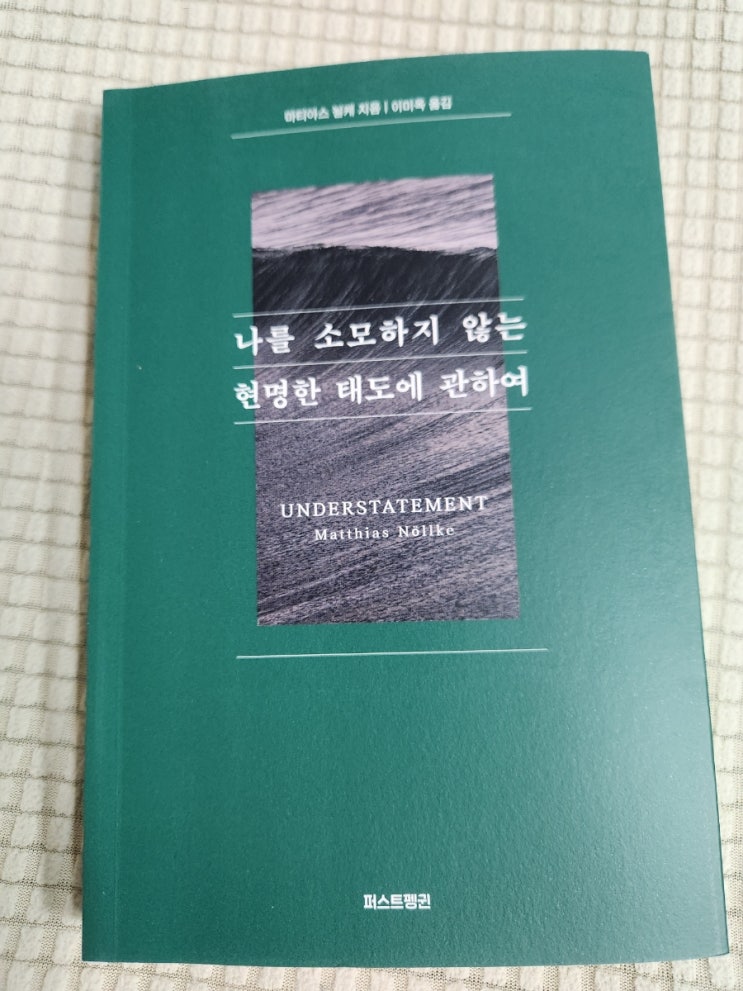 마티아스 뇔케 지음 | 이미옥 옮김
나를 소모하지 않는
현명한 태도에 관하여
UNDERSTATEMENT
Matthias Nöllke
퍼스트펭귄